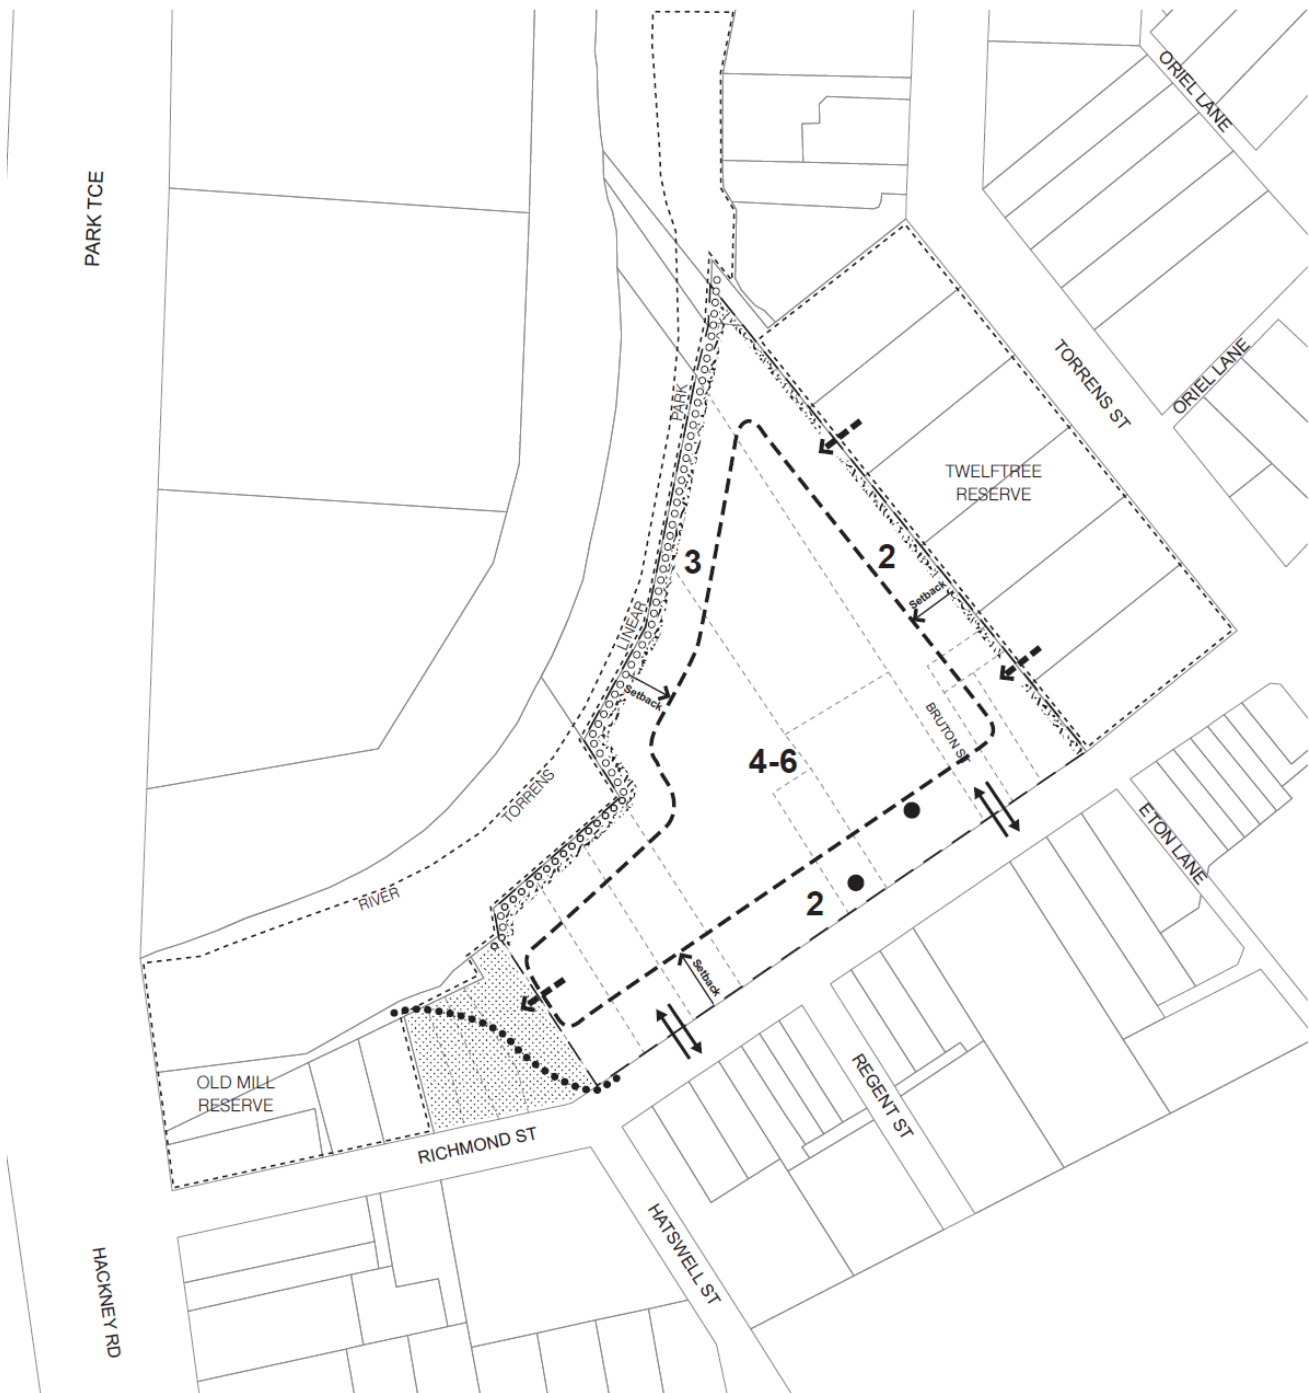 ORIEL LANE
PARK TCE
TORRENS ST
ORIEL LANE
PARK
TWELFTREE
RESERVE
3
2
Setback
LINEAR
Setback
BRUTON ST
4-6
TORRENS
ETON LANE
RIVER
2
Setback
OLD MILL
RESERVE
REGENT ST
RICHMOND ST
HATSWELL ST
HACKNEY RD